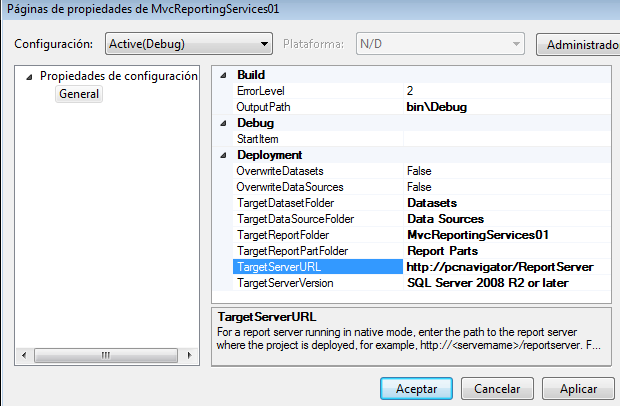 Páginas de propiedades de MvcReportingServices01
Configuración: Active(Debug) Plataforma: N/D Administrado
Propiedades de configuración
General
Build
ErrorLevel 2
OutputPath bin\Debug
Debug
StartItem
Deployment
OverwriteDatasets False
OverwriteDataSources False
TargetDatasetFolder Datasets
TargetDataSourceFolder Data Sources
TargetReportFolder MvcReportingServices01
TargetReportPartFolder Report Parts
TargetServerURL http://pcnavigator/ReportServer
TargetServerVersion SQL Server 2008 R2 or later
TargetServerURL
For a report server running in native mode, enter the path to the report server
where the project is deployed, for example, http://<servername>/reportserver. F...
Aceptar Cancelar Aplicar